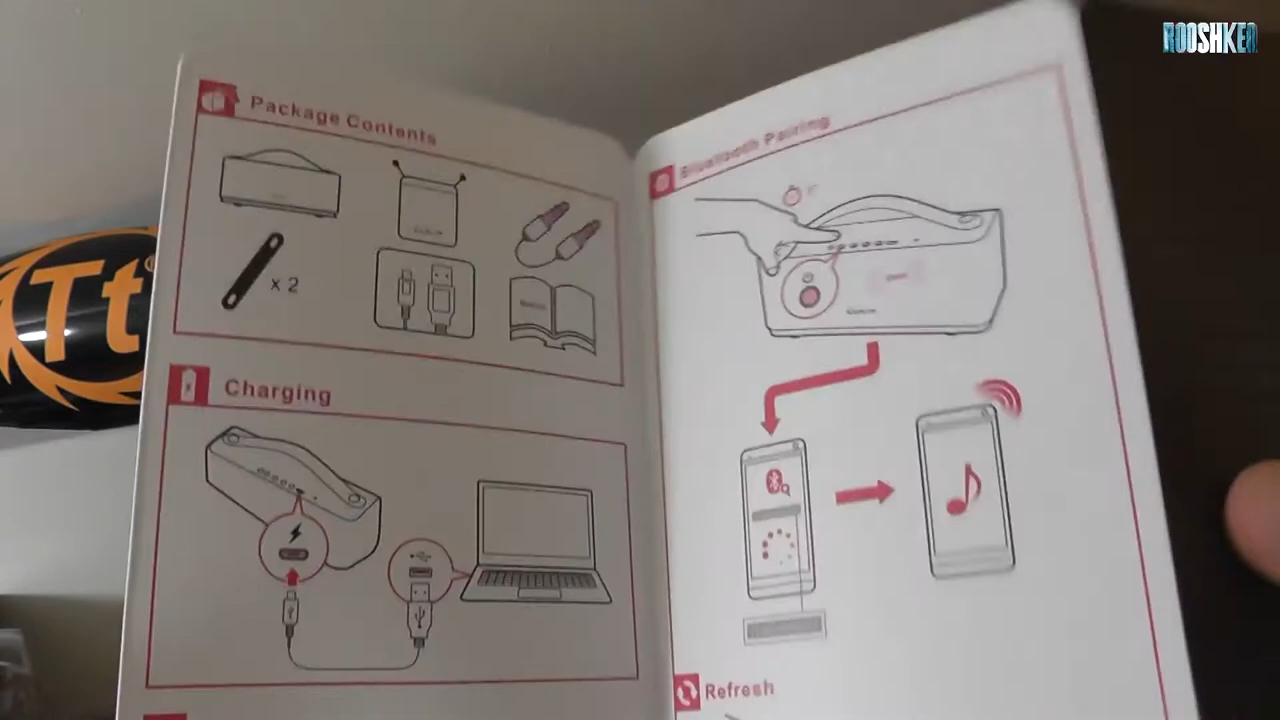 ROOSHKER
Package Contents
x 2
Charging
Bluetooth Pairing
Refresh
Tt